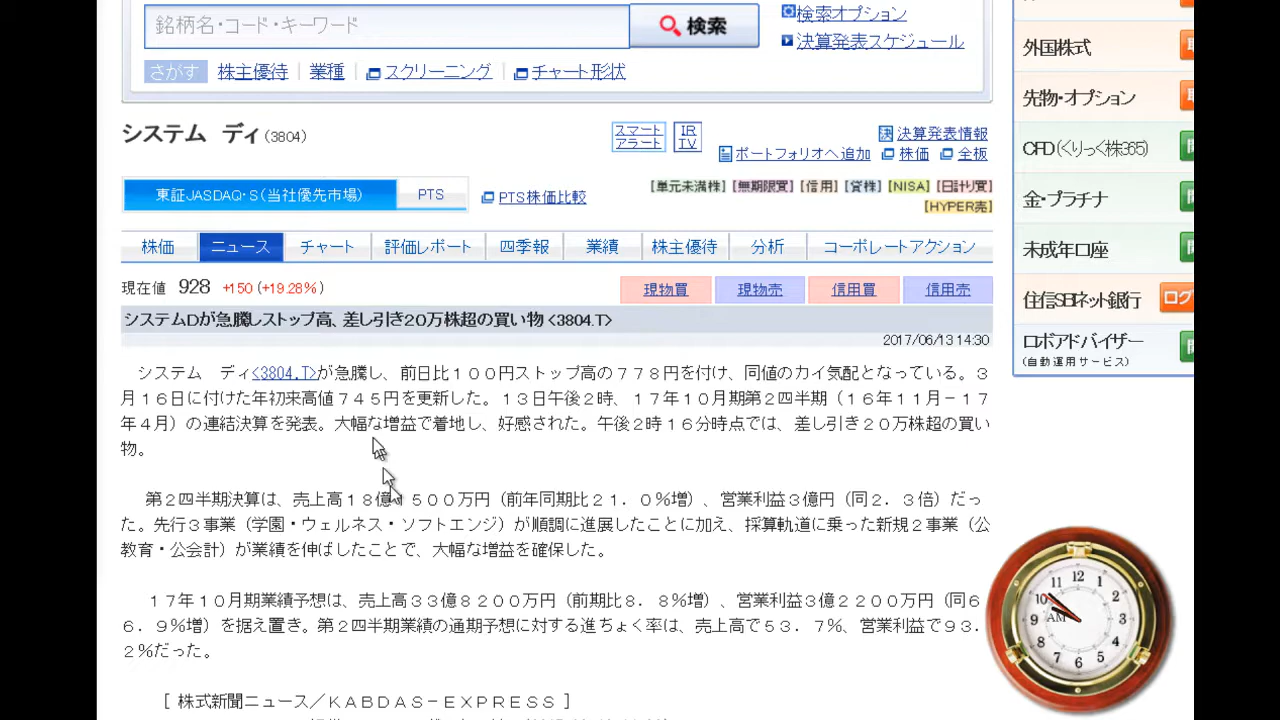 銘柄名・コード・キーワード
検索
検索オプション
決算発表スケジュール
さがす 株主優待 業種 スクリーニング チャート形状
システム　ディ (3804)
スマートアラート
IR TV
決算発表情報
ポートフォリオへ追加 株価 全板
東証JASDAQ・S(当社優先市場) PTS PTS株価比較
[単元未満株] [無期限買] [信用] [貸株] [NISA] [日計り買]
[HYPER売]
株価 ニュース チャート 評価レポート 四季報 業績 株主優待 分析 コーポレートアクション
現在値 928 +150 (+19.28%)
現物買 現物売 信用買 信用売
システムDが急騰しストップ高、差し引き20万株超の買い物 <3804.T>
2017/06/13 14:30
システム　ディ<3804.T>が急騰し、前日比１００円ストップ高の７７８円を付け、同値のカイ気配となっている。３
月１６日に付けた年初来高値７４５円を更新した。１３日午後２時、１７年１０月期第２四半期（１６年１１月－１７
年４月）の連結決算を発表。大幅な増益で着地し、好感された。午後２時１６分時点では、差し引き２０万株超の買い
物。
第２四半期決算は、売上高１８億１５００万円（前年同期比２１．０％増）、営業利益３億円（同２．３倍）だっ
た。先行３事業（学園・ウェルネス・ソフトエンジ）が順調に進展したことに加え、採算軌道に乗った新規２事業（公
教育・公会計）が業績を伸ばしたことで、大幅な増益を確保した。
１７年１０月期業績予想は、売上高３３億８２００万円（前期比８．８％増）、営業利益３億２２００万円（同６
６．９％増）を据え置き。第２四半期業績の通期予想に対する進ちょく率は、売上高で５３．７％、営業利益で９３．
２％だった。
[ 株式新聞ニュース／ＫＡＢＤＡＳ－ＥＸＰＲＥＳＳ ]
外国株式
先物・オプション
CFD(くりっく株365)
金・プラチナ
未成年口座
住信SBIネット銀行 ログ
ロボアドバイザー
(自動運用サービス)
12
1
2
3
4
5
6
7
8
9
10
11
AM